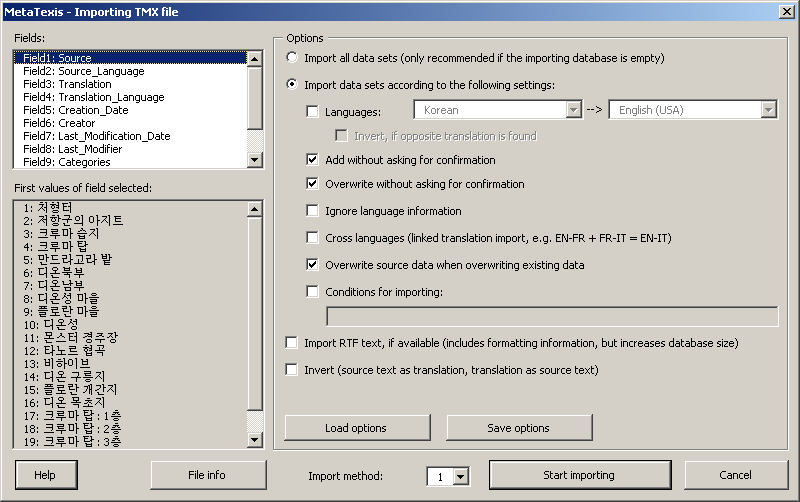 MetaTexis - Importing TMX file
Fields:
Field1: Source
Field2: Source_Language
Field3: Translation
Field4: Translation_Language
Field5: Creation_Date
Field6: Creator
Field7: Last_Modification_Date
Field8: Last_Modifier
Field9: Categories
First values of field selected:
1: 처형터
2: 저항군의 아지트
3: 크루마 습지
4: 크루마 탑
5: 만드라고라 밭
6: 디온북부
7: 디온남부
8: 디온성 마을
9: 플로란 마을
10: 디온성
11: 몬스터 경주장
12: 타노르 협곡
13: 비하이브
14: 디온 구릉지
15: 플로란 개간지
16: 디온 목초지
17: 크루마 탑 : 1층
18: 크루마 탑 : 2층
19: 크루마 탑 : 3층
Options
Import all data sets (only recommended if the importing database is empty)
Import data sets according to the following settings:
Languages: Korean --> English (USA)
Invert, if opposite translation is found
Add without asking for confirmation
Overwrite without asking for confirmation
Ignore language information
Cross languages (linked translation import, e.g. EN-FR + FR-IT = EN-IT)
Overwrite source data when overwriting existing data
Conditions for importing:
Import RTF text, if available (includes formatting information, but increases database size)
Invert (source text as translation, translation as source text)
Load options
Save options
Help
File info
Import method: 1
Start importing
Cancel